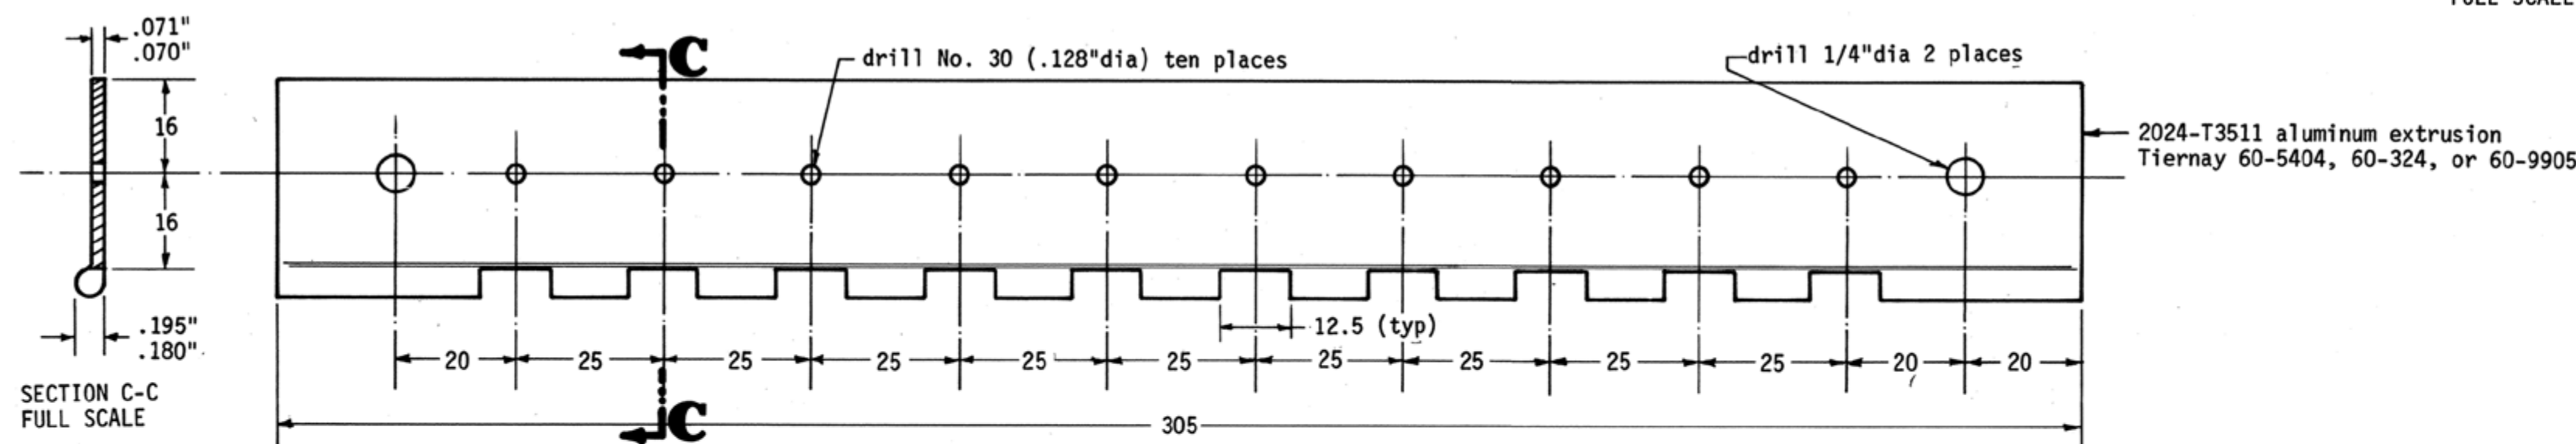 FULL SCALE
.071"
.070"
C
drill No. 30 (.128"dia) ten places
drill 1/4"dia 2 places
16
2024-T3511 aluminum extrusion
Tiernay 60-5404, 60-324, or 60-9905
16
.195"
.180"
12.5 (typ)
20
25
25
25
25
25
25
25
25
25
20
20
SECTION C-C
FULL SCALE
C
305